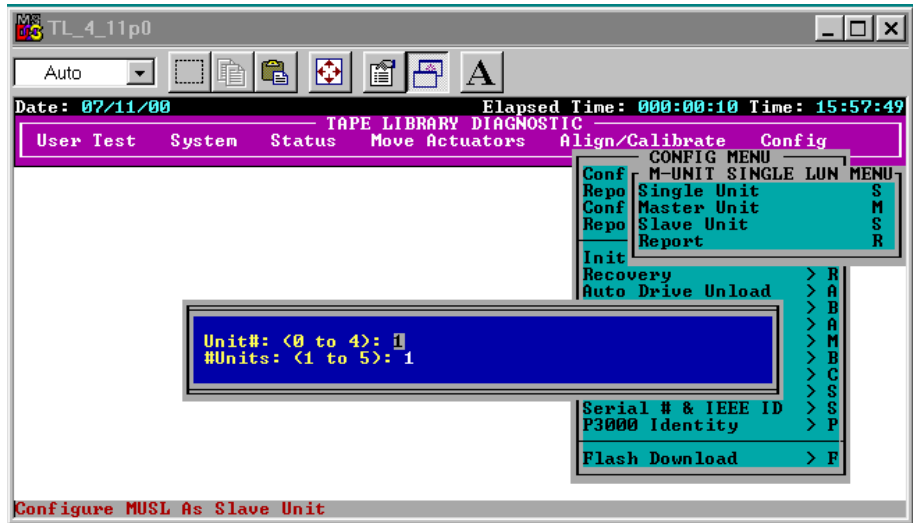 TL_4_11p0
Auto
A
Date: 07/11/00 Elapsed Time: 000:00:10 Time: 15:57:49
TAPE LIBRARY DIAGNOSTIC
User Test System Status Move Actuators Align/Calibrate Config
CONFIG MENU
Conf
Repo
Conf
Repo
M-UNIT SINGLE LUN MENU
Single Unit S
Master Unit M
Slave Unit S
Report R
Init
Recovery > R
Auto Drive Unload > A
> B
> A
> M
> B
> C
> S
Serial # & IEEE ID > S
P3000 Identity > P
Flash Download > F
Unit#: (0 to 4): 1
#Units: (1 to 5): 1
Configure MUSL As Slave Unit